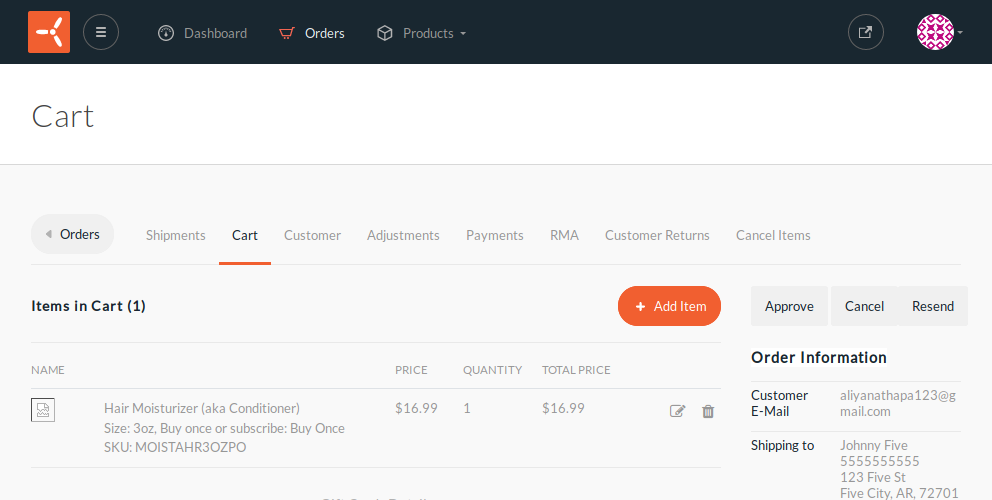 Dashboard
Orders
Products
Cart
Orders
Shipments
Cart
Customer
Adjustments
Payments
RMA
Customer Returns
Cancel Items
Items in Cart (1)
+ Add Item
Approve
Cancel
Resend
Order Information
NAME
PRICE
QUANTITY
TOTAL PRICE
Hair Moisturizer (aka Conditioner)
Size: 3oz, Buy once or subscribe: Buy Once
SKU: MOISTAHR3OZPO
$16.99
1
$16.99
Customer
E-Mail
aliyanathapa123@g
mail.com
Shipping to
Johnny Five
5555555555
123 Five St
Five City, AR, 72701